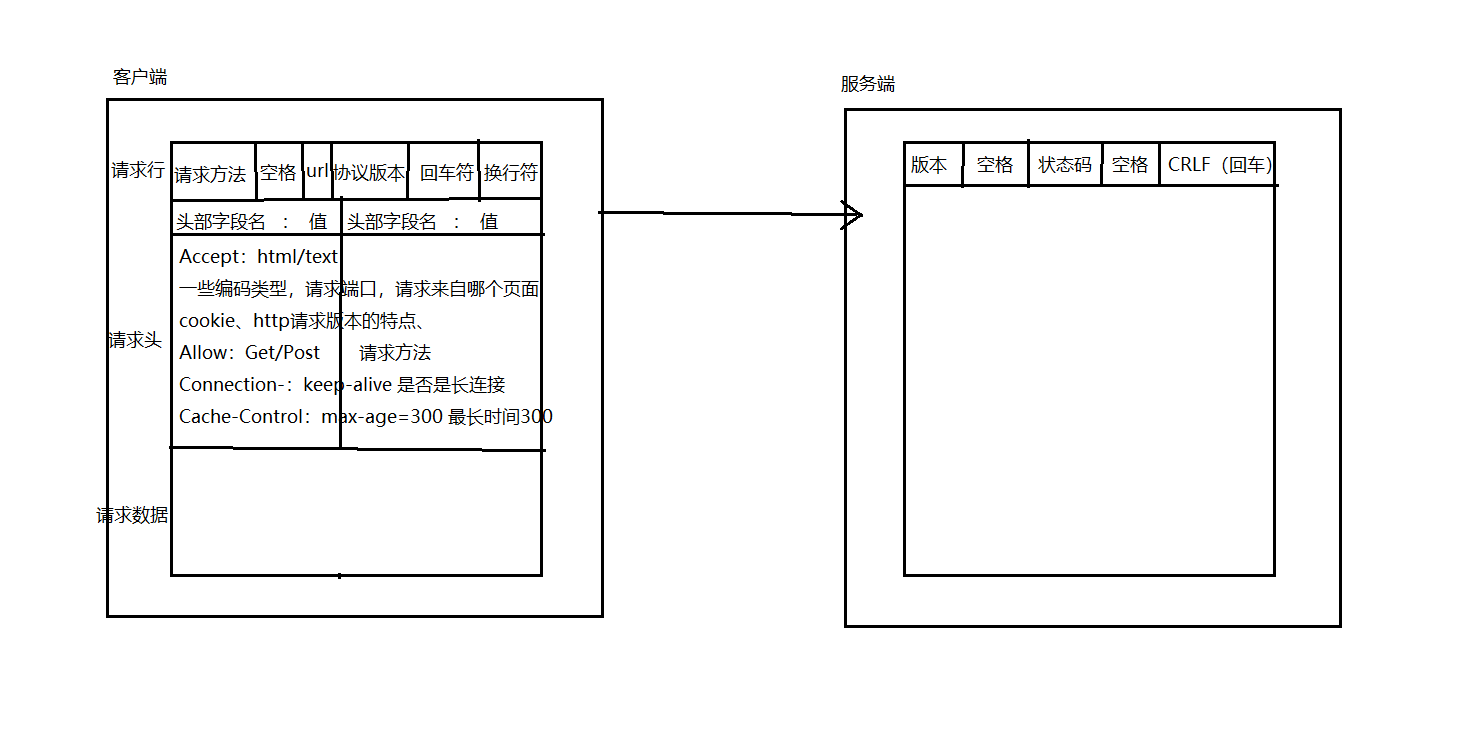 客户端
服务端
请求行
请求方法 空格 url 协议版本 回车符 换行符
版本 空格 状态码 空格 CRLF（回车）
头部字段名 ： 值 头部字段名 ： 值
请求头
Accept：html/text
一些编码类型，请求端口，请求来自哪个页面
cookie、http请求版本的特点、
Allow：Get/Post 请求方法
Connection-：keep-alive 是否是长连接
Cache-Control：max-age=300 最长时间300
请求数据